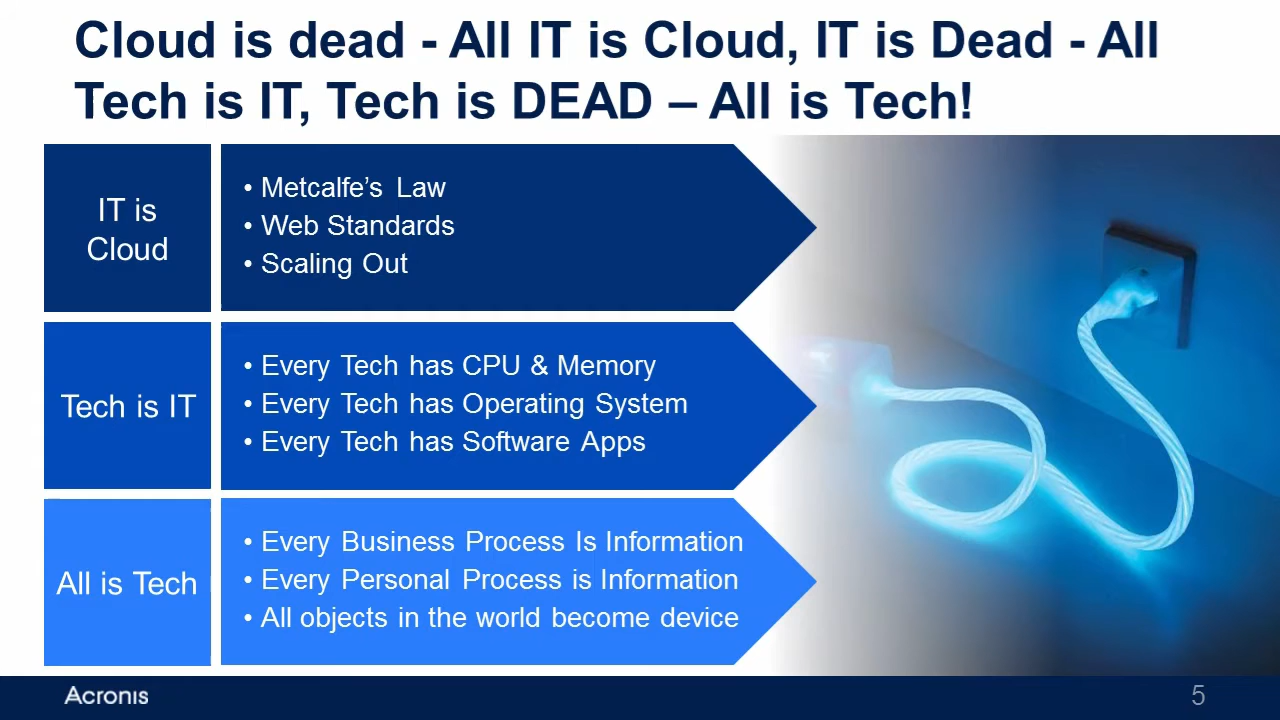 Cloud is dead - All IT is Cloud, IT is Dead - All
Tech is IT, Tech is DEAD – All is Tech!
IT is
Cloud
• Metcalfe’s Law
• Web Standards
• Scaling Out
Tech is IT
• Every Tech has CPU & Memory
• Every Tech has Operating System
• Every Tech has Software Apps
All is Tech
• Every Business Process Is Information
• Every Personal Process is Information
• All objects in the world become device
Acronis
5